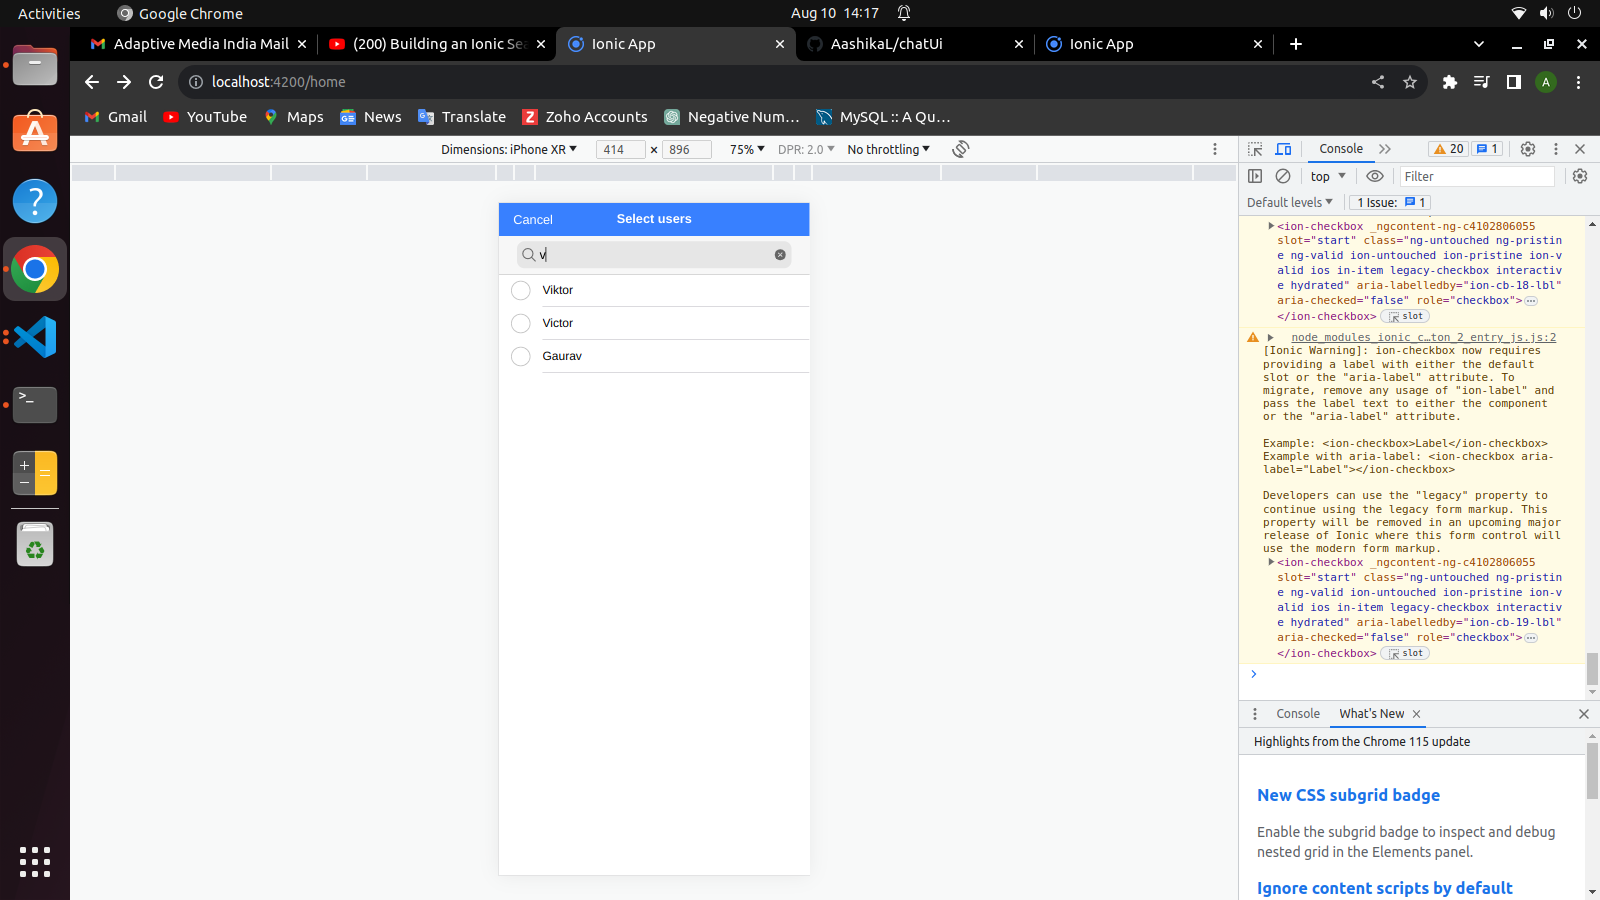 Activities
Google Chrome
Aug 10 14:17
Adaptive Media India Mail
(200) Building an Ionic Sea
Ionic App
AashikaL/chatUi
Ionic App
localhost:4200/home
A
Gmail
YouTube
Maps
News
Translate
Zoho Accounts
Negative Num...
MySQL :: A Qu...
Dimensions: iPhone XR
414 × 896
75%
DPR: 2.0
No throttling
Console
20
1
top
Filter
Default levels
1 Issue: 1
Cancel
Select users
v
Viktor
Victor
Gaurav
<ion-checkbox _ngcontent-ng-c4102806055
slot="start" class="ng-untouched ng-pristin
e ng-valid ion-untouched ion-pristine ion-v
alid ios in-item legacy-checkbox interactiv
e hydrated" aria-labelledby="ion-cb-18-lbl"
aria-checked="false" role="checkbox">…
</ion-checkbox> slot
node_modules_ionic_c…ton_2_entry_js.js:2
[Ionic Warning]: ion-checkbox now requires
providing a label with either the default
slot or the "aria-label" attribute. To
migrate, remove any usage of "ion-label" and
pass the label text to either the component
or the "aria-label" attribute.
Example: <ion-checkbox>Label</ion-checkbox>
Example with aria-label: <ion-checkbox aria-
label="Label"></ion-checkbox>
Developers can use the "legacy" property to
continue using the legacy form markup. This
property will be removed in an upcoming major
release of Ionic where this form control will
use the modern form markup.
<ion-checkbox _ngcontent-ng-c4102806055
slot="start" class="ng-untouched ng-pristin
e ng-valid ion-untouched ion-pristine ion-v
alid ios in-item legacy-checkbox interactiv
e hydrated" aria-labelledby="ion-cb-19-lbl"
aria-checked="false" role="checkbox">…
</ion-checkbox> slot
Console
What's New
Highlights from the Chrome 115 update
New CSS subgrid badge
Enable the subgrid badge to inspect and debug
nested grid in the Elements panel.
Ignore content scripts by default